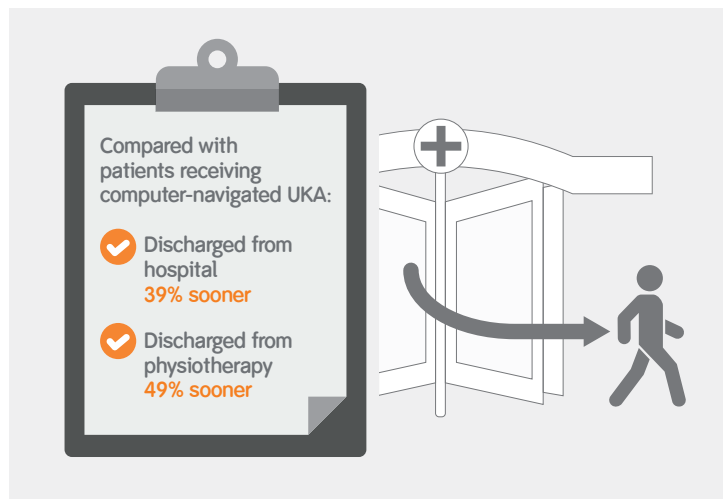 Compared with
patients receiving
computer-navigated UKA:
Discharged from
hospital
39% sooner
Discharged from
physiotherapy
49% sooner